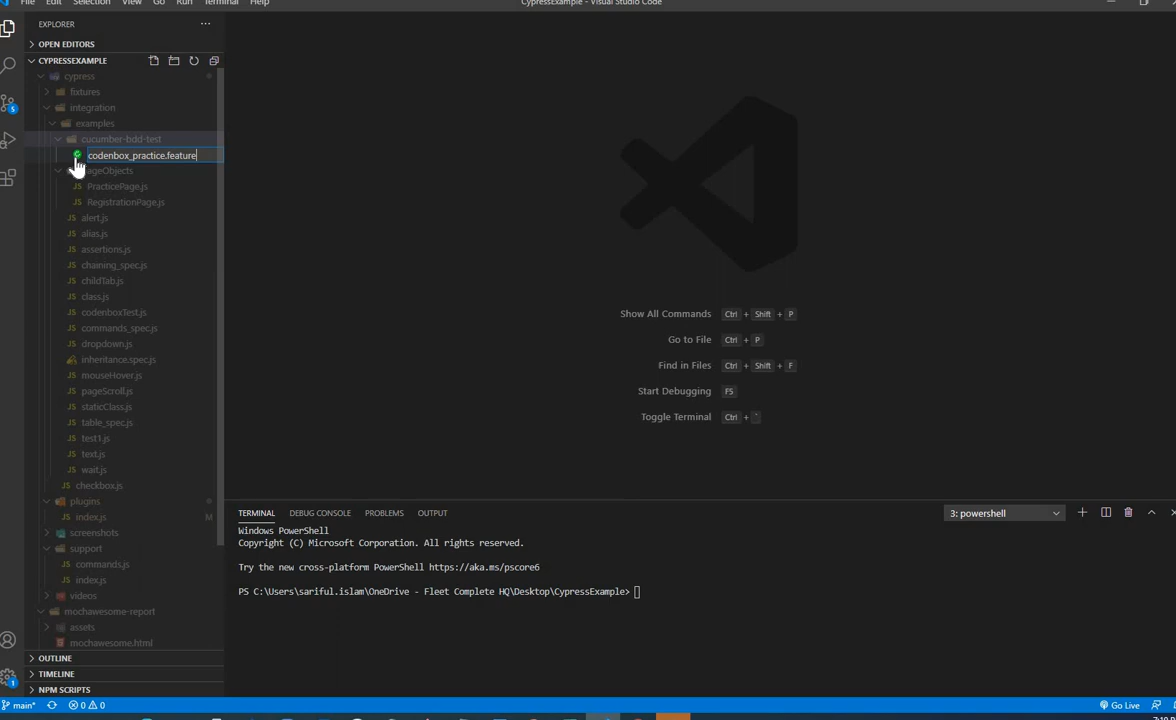 File Edit Selection View Go Run Terminal Help CypressExample - Visual Studio Code
EXPLORER ...
OPEN EDITORS
CYPRESSEXAMPLE
cypress
fixtures
integration
examples
cucumber-bdd-test
codenbox_practice.feature
ageObjects
PracticePage.js
RegistrationPage.js
alert.js
alias.js
assertions.js
chaining_spec.js
childTab.js
class.js
codenboxTest.js
commands_spec.js
dropdown.js
inheritance.spec.js
mouseHover.js
pageScroll.js
staticClass.js
table_spec.js
test1.js
text.js
wait.js
checkbox.js
plugins
index.js M
screenshots
support
commands.js
index.js
videos
mochawesome-report
assets
mochawesome.html
OUTLINE
TIMELINE
NPM SCRIPTS
Show All Commands Ctrl + Shift + P
Go to File Ctrl + P
Find in Files Ctrl + Shift + F
Start Debugging F5
Toggle Terminal Ctrl + `
TERMINAL DEBUG CONSOLE PROBLEMS OUTPUT 3: powershell
Windows PowerShell
Copyright (C) Microsoft Corporation. All rights reserved.
Try the new cross-platform PowerShell https://aka.ms/pscore6
PS C:\Users\sariful.islam\OneDrive - Fleet Complete HQ\Desktop\CypressExample>
main* 0 0 Go Live